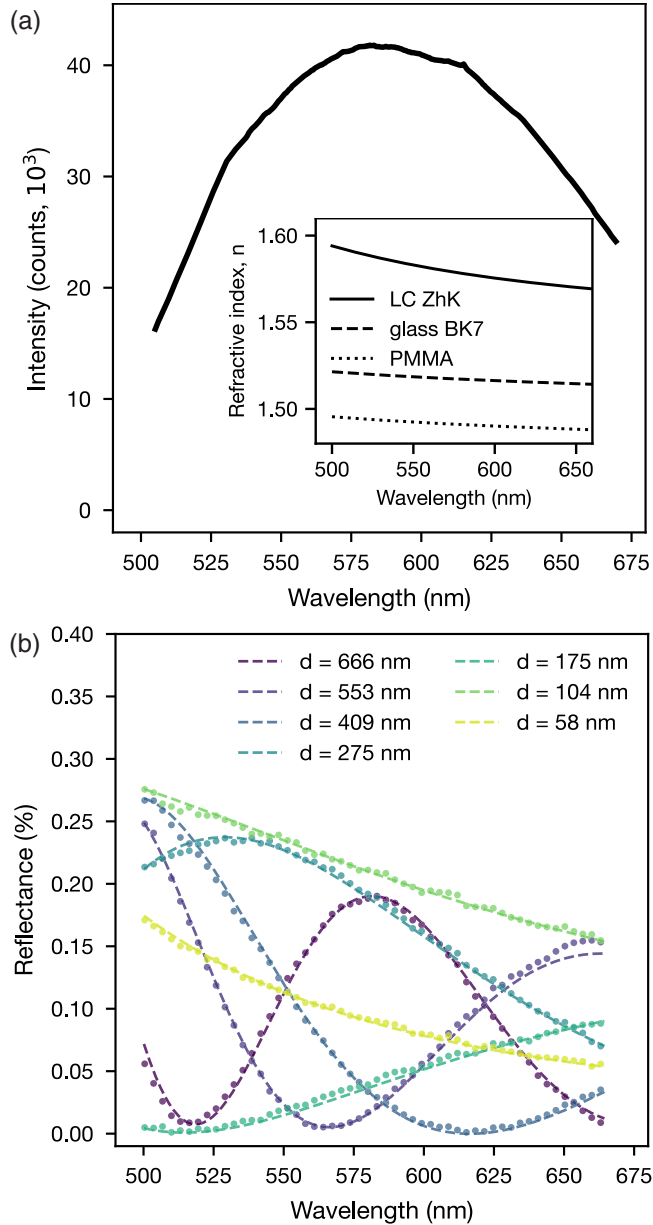 (a)
40
30
20
10
0
Intensity (counts, 10³)
1.60
1.55
1.50
Refractive index, n
LC ZhK
glass BK7
PMMA
500 550 600 650
Wavelength (nm)
500 525 550 575 600 625 650 675
Wavelength (nm)
(b)
0.40
0.35
0.30
0.25
0.20
0.15
0.10
0.05
0.00
Reflectance (%)
d = 666 nm
d = 553 nm
d = 409 nm
d = 275 nm
d = 175 nm
d = 104 nm
d = 58 nm
500 525 550 575 600 625 650 675
Wavelength (nm)